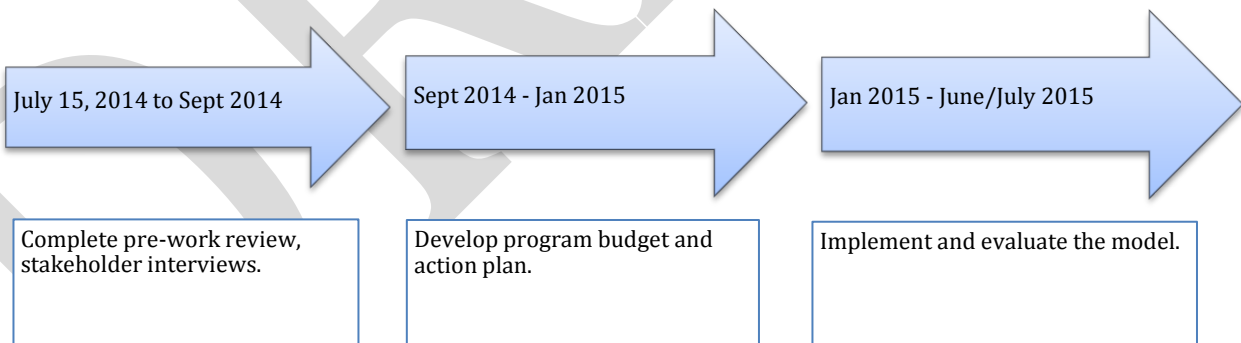 July 15, 2014 to Sept 2014
Sept 2014 - Jan 2015
Jan 2015 - June/July 2015
Complete pre-work review,
stakeholder interviews.
Develop program budget and
action plan.
Implement and evaluate the model.